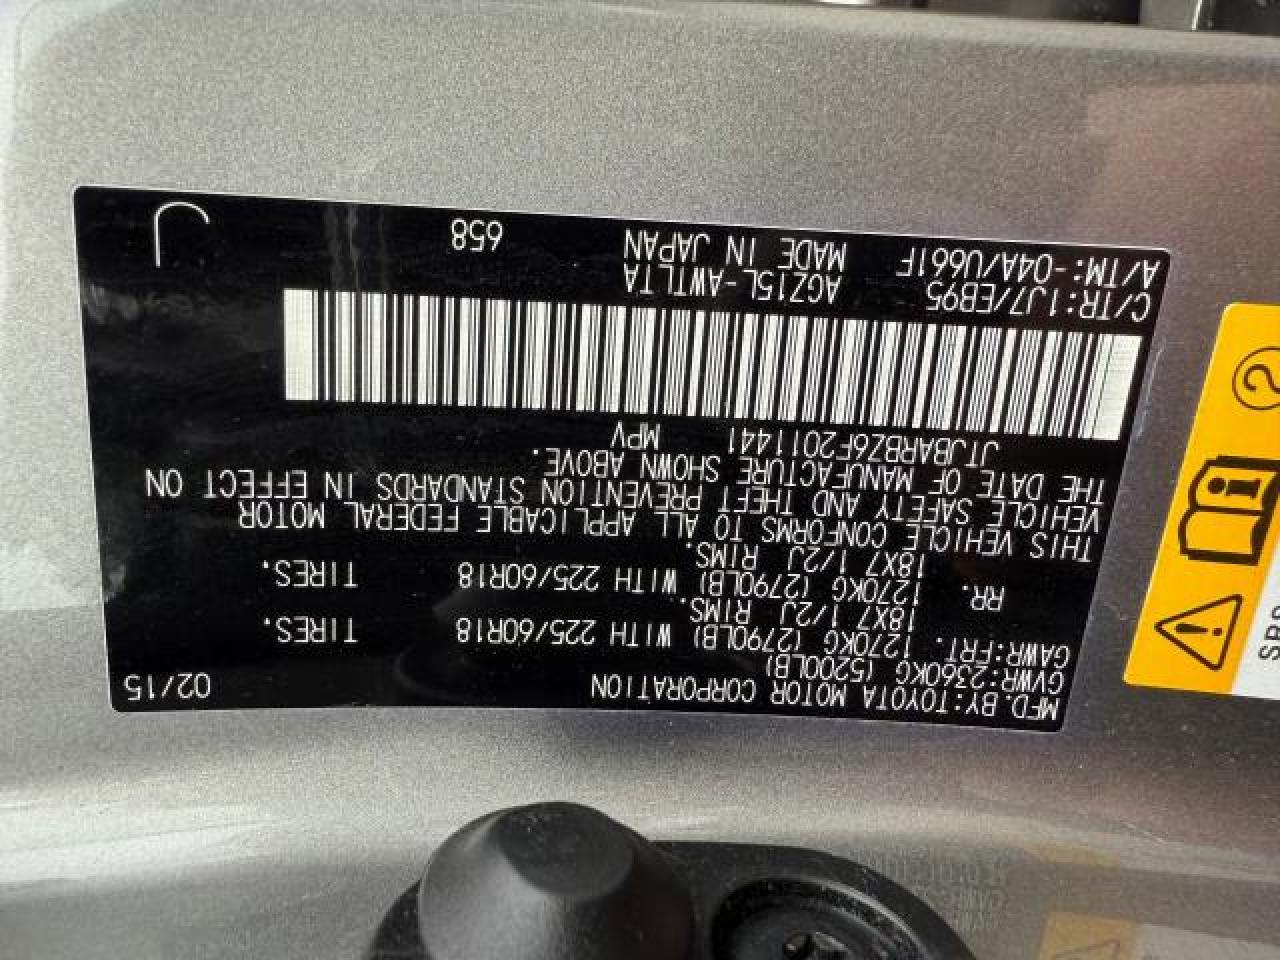 MFD.BY:TOYOTA MOTOR CORPORATION 02/15
GVWR:2360KG (5200LB)
GAWR:FRT. 1270KG (2790LB) WITH 225/60R18 TIRES.
18X7 1/2J RIMS.
RR. 1270KG (2790LB) WITH 225/60R18 TIRES.
18X7 1/2J RIMS.
THIS VEHICLE CONFORMS TO ALL APPLICABLE FEDERAL MOTOR
VEHICLE SAFETY AND THEFT PREVENTION STANDARDS IN EFFECT ON
THE DATE OF MANUFACTURE SHOWN ABOVE.
JTJBARBZ6F2011441 MPV
C/TR:1J7/EB95 AGZ15L-AWTLTA
A/TM:-04A/U661F MADE IN JAPAN 658